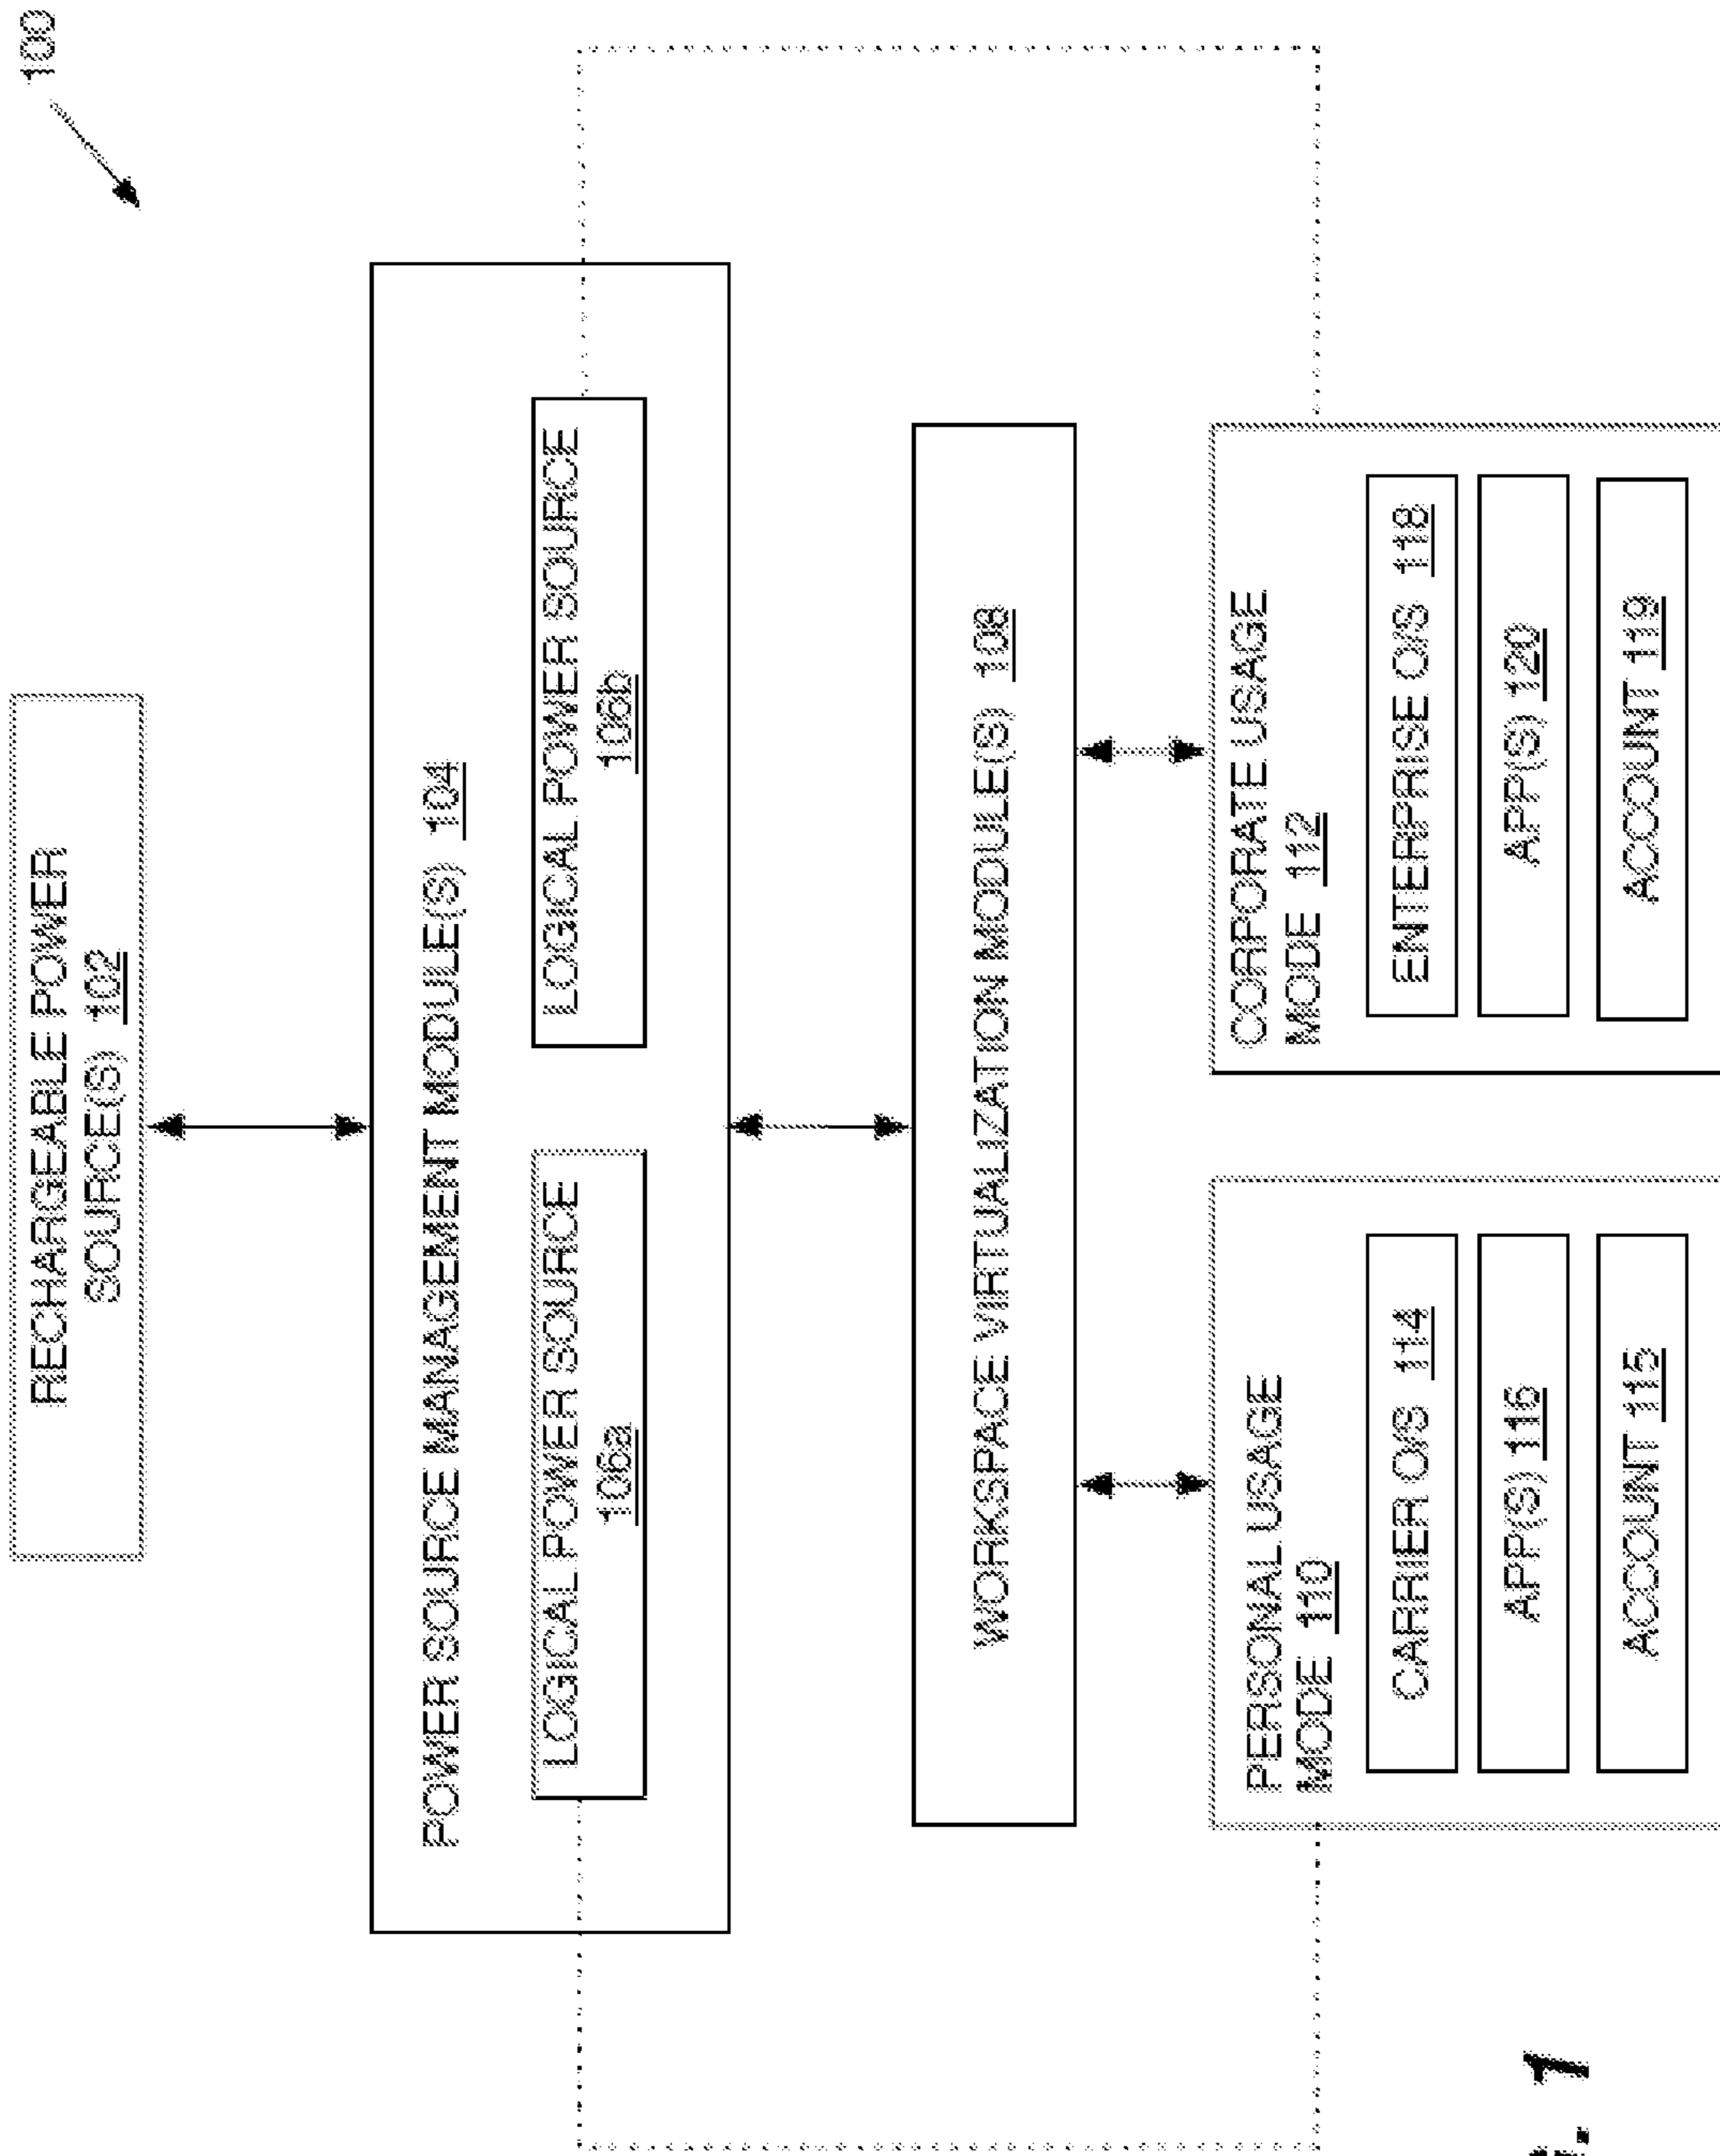 100
RECHARGEABLE POWER
SOURCE(S) 102
POWER SOURCE MANAGEMENT MODULE(S) 104
LOGICAL POWER SOURCE
106a
LOGICAL POWER SOURCE
106b
WORKSPACE VIRTUALIZATION MODULE(S) 108
PERSONAL USAGE
MODE 110
CARRIER O/S 114
APP(S) 116
ACCOUNT 115
CORPORATE USAGE
MODE 112
ENTERPRISE O/S 118
APP(S) 120
ACCOUNT 119
. 1